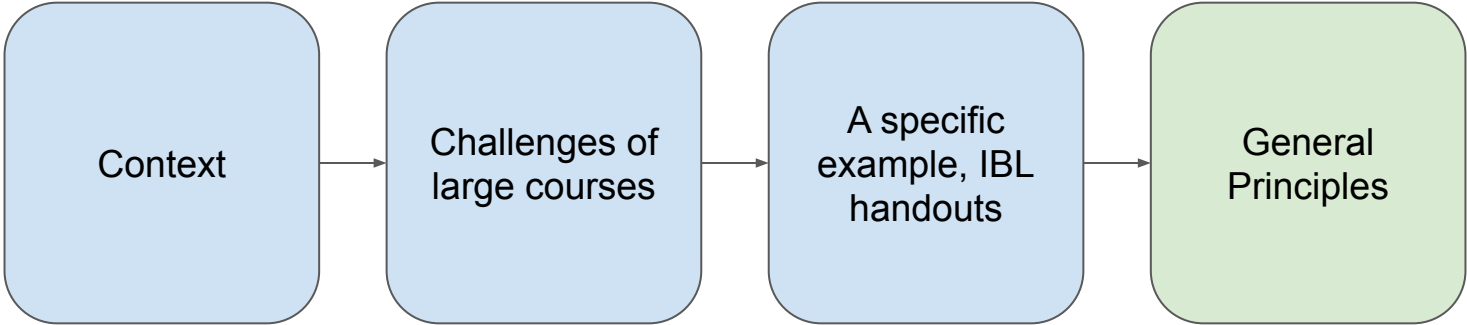 Context
Challenges of
large courses
A specific
example, IBL
handouts
General
Principles